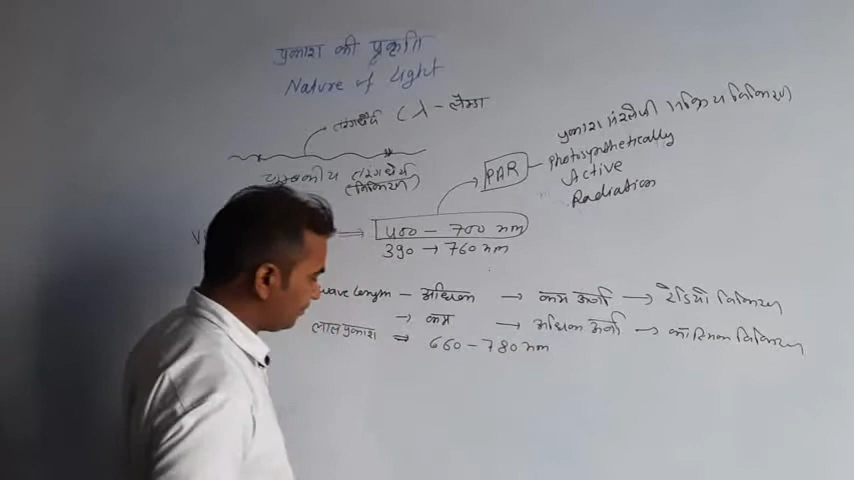 प्रकाश की प्रकृति
Nature of Light
तरंगदैर्ध्य ( λ - लैम्डा
चुम्बकीय तरंगदैर्ध्य
(विकिरण)
PAR
प्रकाश संश्लेषी सक्रिय विकिरण
Photosynthetically
Active
Radiation
400 - 700 nm
390 → 760 nm
wave length - अधिक → कम ऊर्जा → रेडियो विकिरण
→ कम → अधिक ऊर्जा → कॉस्मिक विकिरण
लाल प्रकाश ⇒ 660 - 780 nm